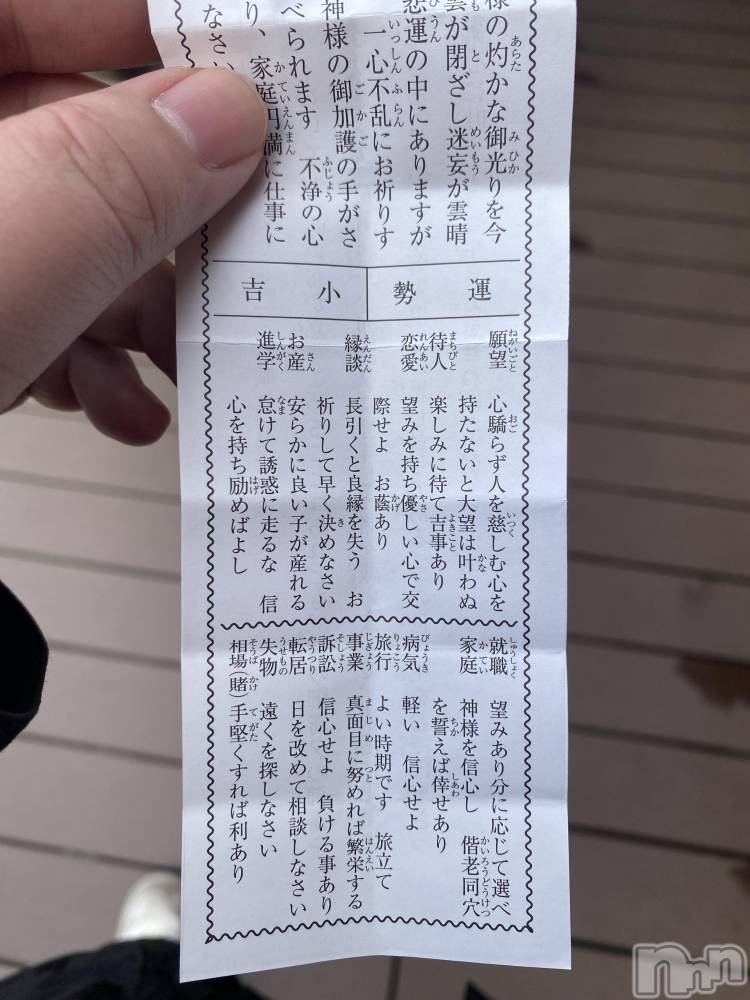 様の灼かな御光りを今
雲が閉ざし迷妄が雲晴
悲運の中にありますが
一心不乱にお祈りす
神様の御加護の手がさ
べられます　不浄の心
り、家庭円満に仕事に
なさい
運勢　小吉
願望　心驕らず人を慈しむ心を
持たないと大望は叶わぬ
待人　楽しみに待て吉事あり
恋愛　望みを持ち優しい心で交
際せよ　お蔭あり
縁談　長引くと良縁を失う　お
祈りして早く決めなさい
お産　安らかに良い子が産れる
進学　怠けて誘惑に走るな　信
心を持ち励めばよし
就職　望みあり分に応じて選べ
家庭　神様を信心し　偕老同穴
を誓えば倖せあり
病気　軽い　信心せよ
旅行　よい時期です　旅立て
事業　真面目に努めれば繁栄する
訴訟　信心せよ　負ける事あり
転居　日を改めて相談しなさい
失物　遠くを探しなさい
相場(賭)　手堅くすれば利あり
nnn